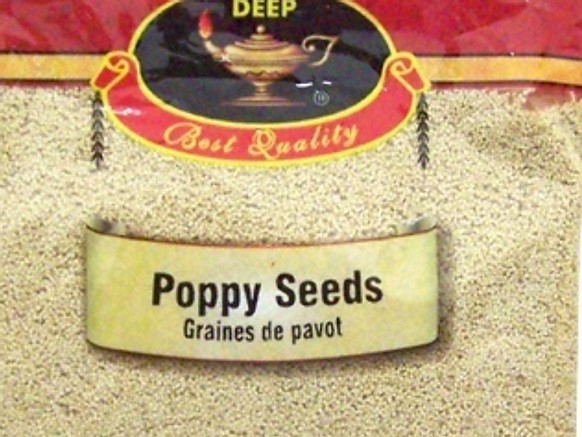 DEEP
Best Quality
Poppy Seeds
Graines de pavot